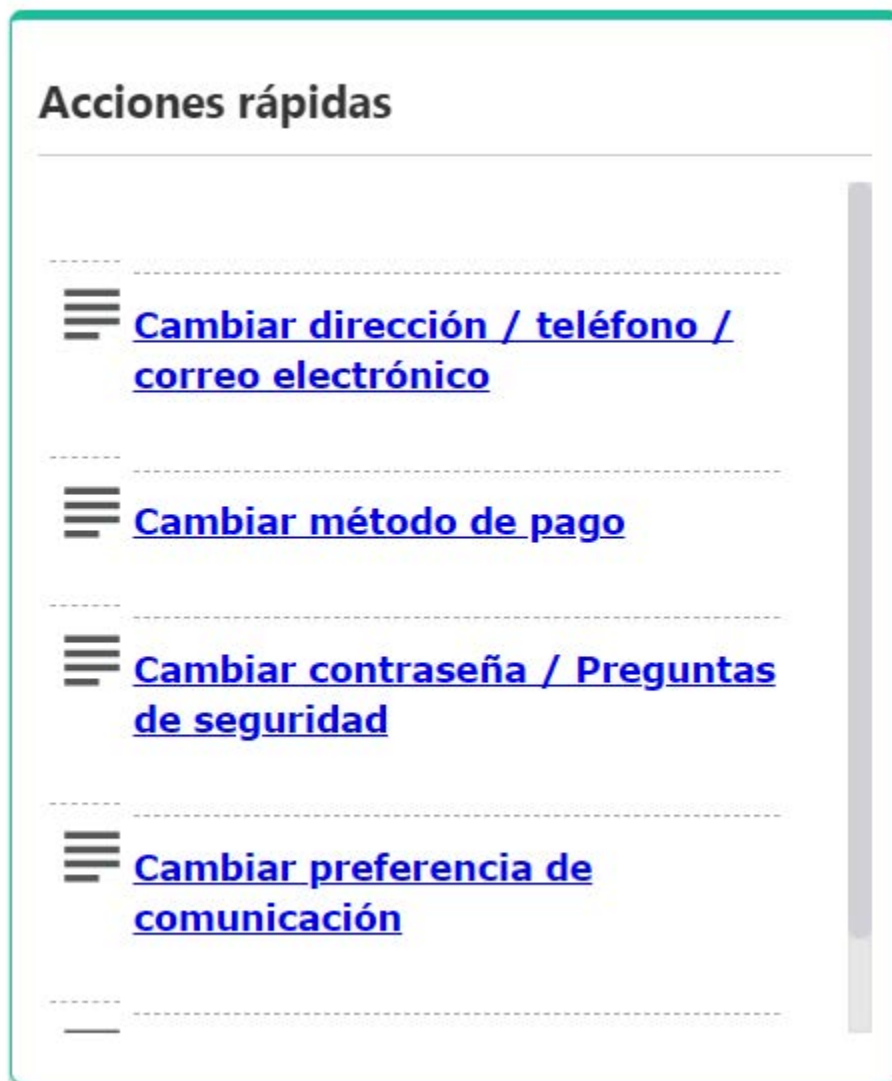 Acciones rápidas
Cambiar dirección / teléfono /
correo electrónico
Cambiar método de pago
Cambiar contraseña / Preguntas
de seguridad
Cambiar preferencia de
comunicación